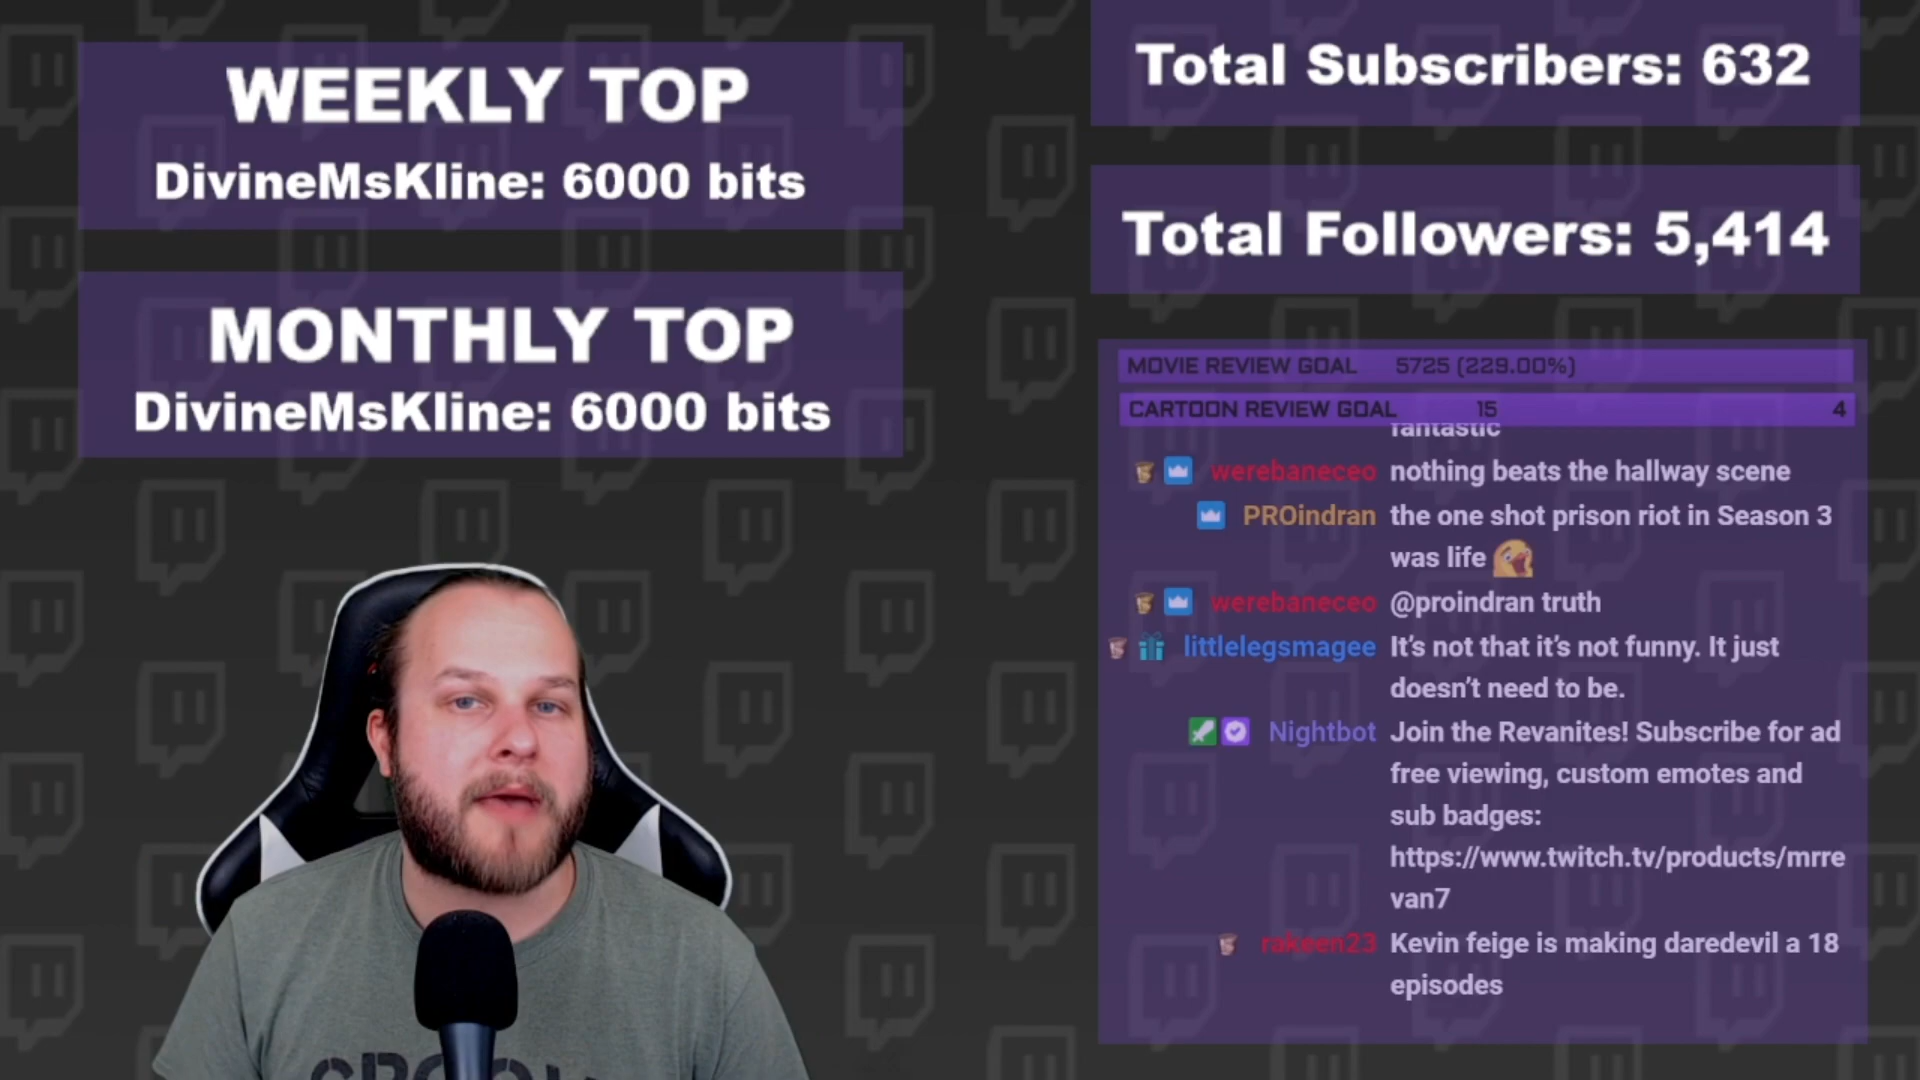 WEEKLY TOP
DivineMsKline: 6000 bits
MONTHLY TOP
DivineMsKline: 6000 bits
Total Subscribers: 632
Total Followers: 5,414
MOVIE REVIEW GOAL 5725 (229.00%)
CARTOON REVIEW GOAL 15 4
fantastic
werebaneceo nothing beats the hallway scene
PROindran the one shot prison riot in Season 3
was life
werebaneceo @proindran truth
littlelegsmagee It’s not that it’s not funny. It just
doesn’t need to be.
Nightbot Join the Revanites! Subscribe for ad
free viewing, custom emotes and
sub badges:
https://www.twitch.tv/products/mrre
van7
rakeen23 Kevin feige is making daredevil a 18
episodes